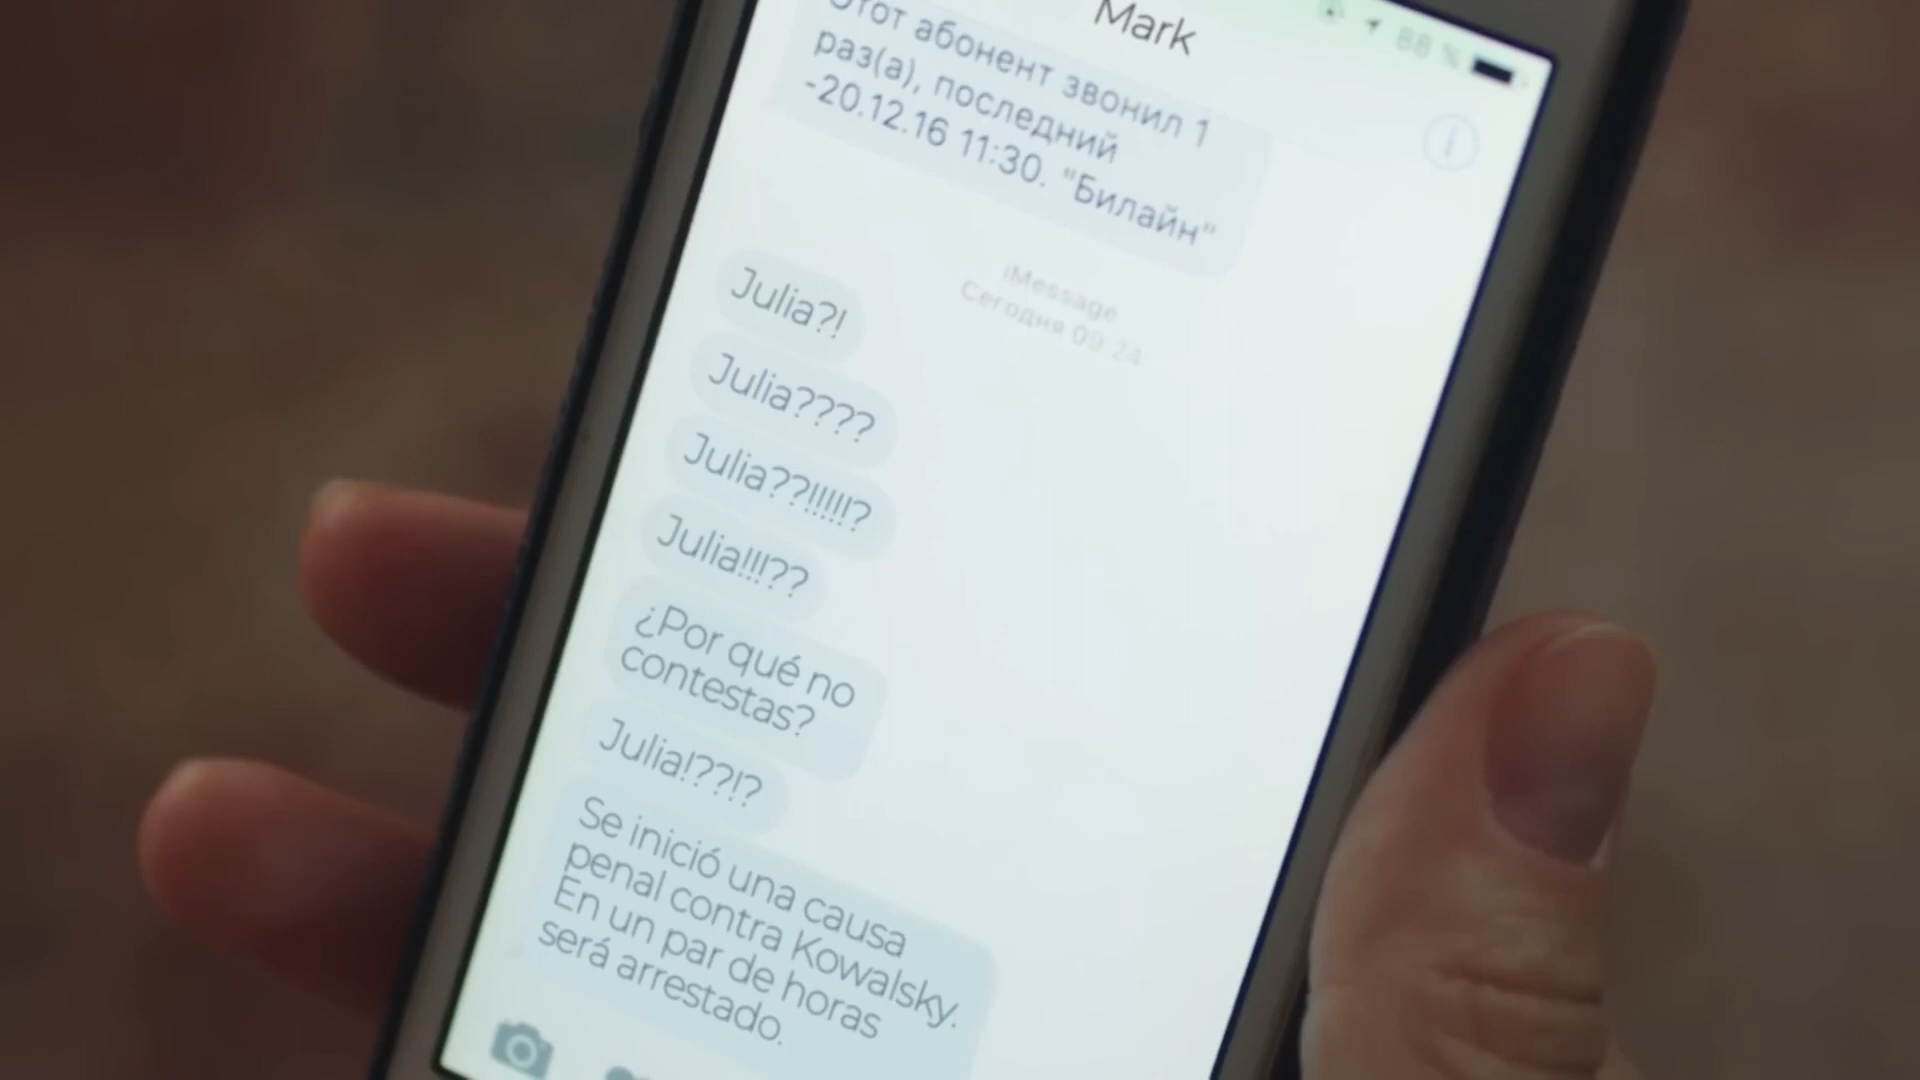 Mark
88 %
Этот абонент звонил 1
раз(а), последний
-20.12.16 11:30. "Билайн"
iMessage
Сегодня 09:24
Julia?!
Julia????
Julia??!!!!!?
Julia!!!??
¿Por qué no
contestas?
Julia!??!?
Se inició una causa
penal contra Kowalsky.
En un par de horas
será arrestado.